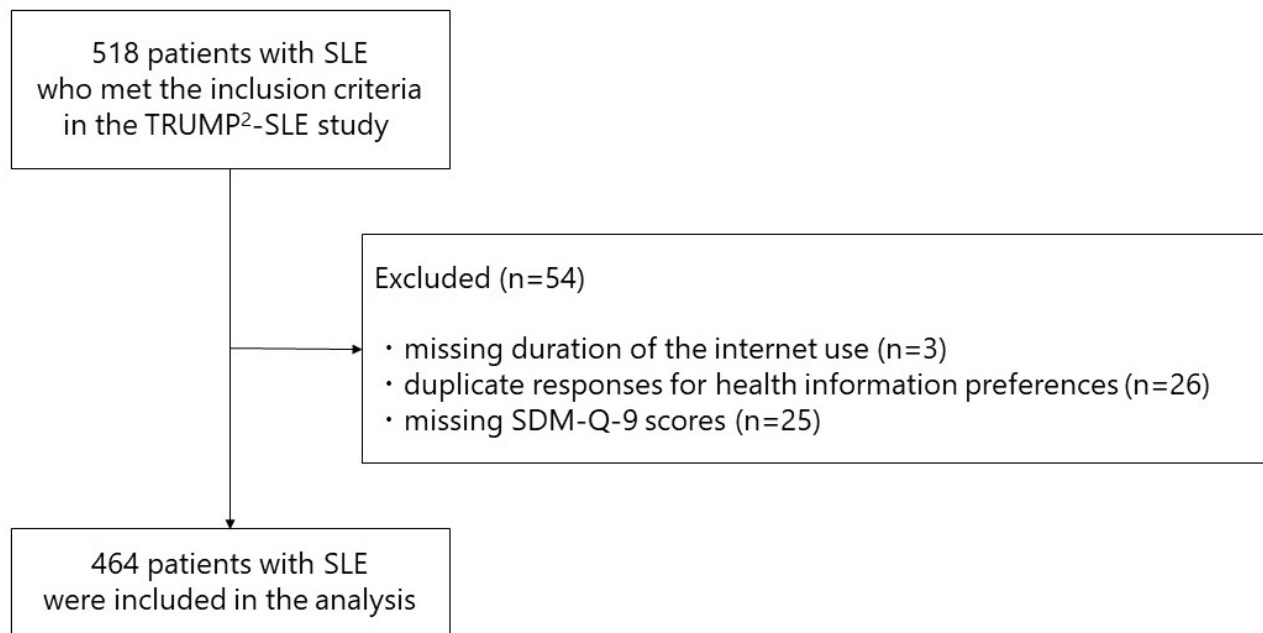 518 patients with SLE
who met the inclusion criteria
in the TRUMP²-SLE study
Excluded (n=54)
・missing duration of the internet use (n=3)
・duplicate responses for health information preferences (n=26)
・missing SDM-Q-9 scores (n=25)
464 patients with SLE
were included in the analysis